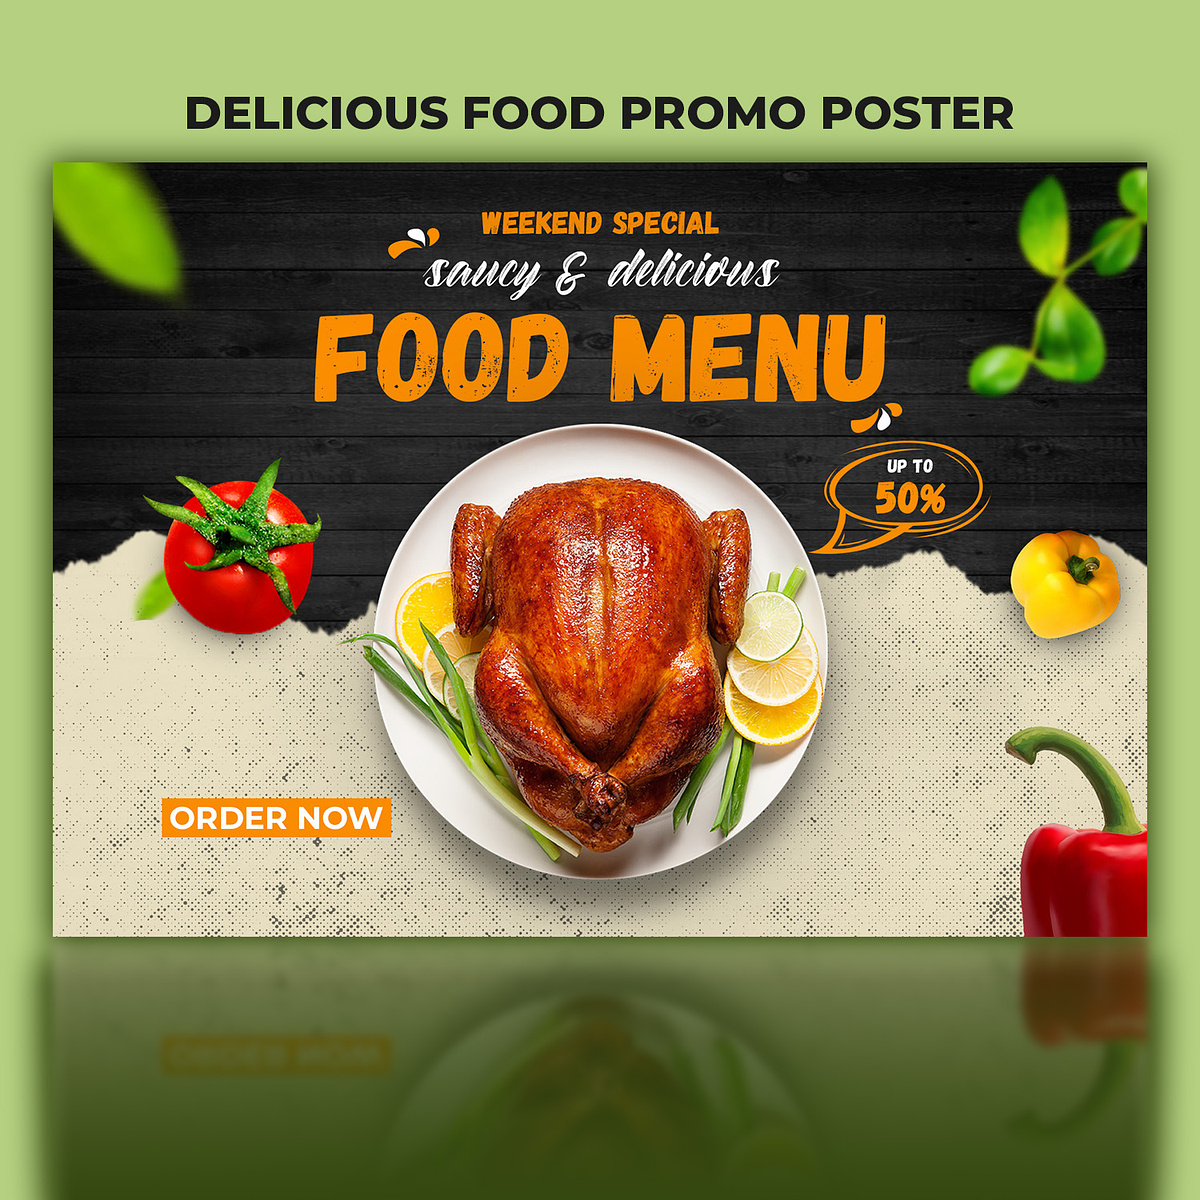 DELICIOUS FOOD PROMO POSTER
WEEKEND SPECIAL
saucy & delicious
FOOD MENU
UP TO
50%
ORDER NOW